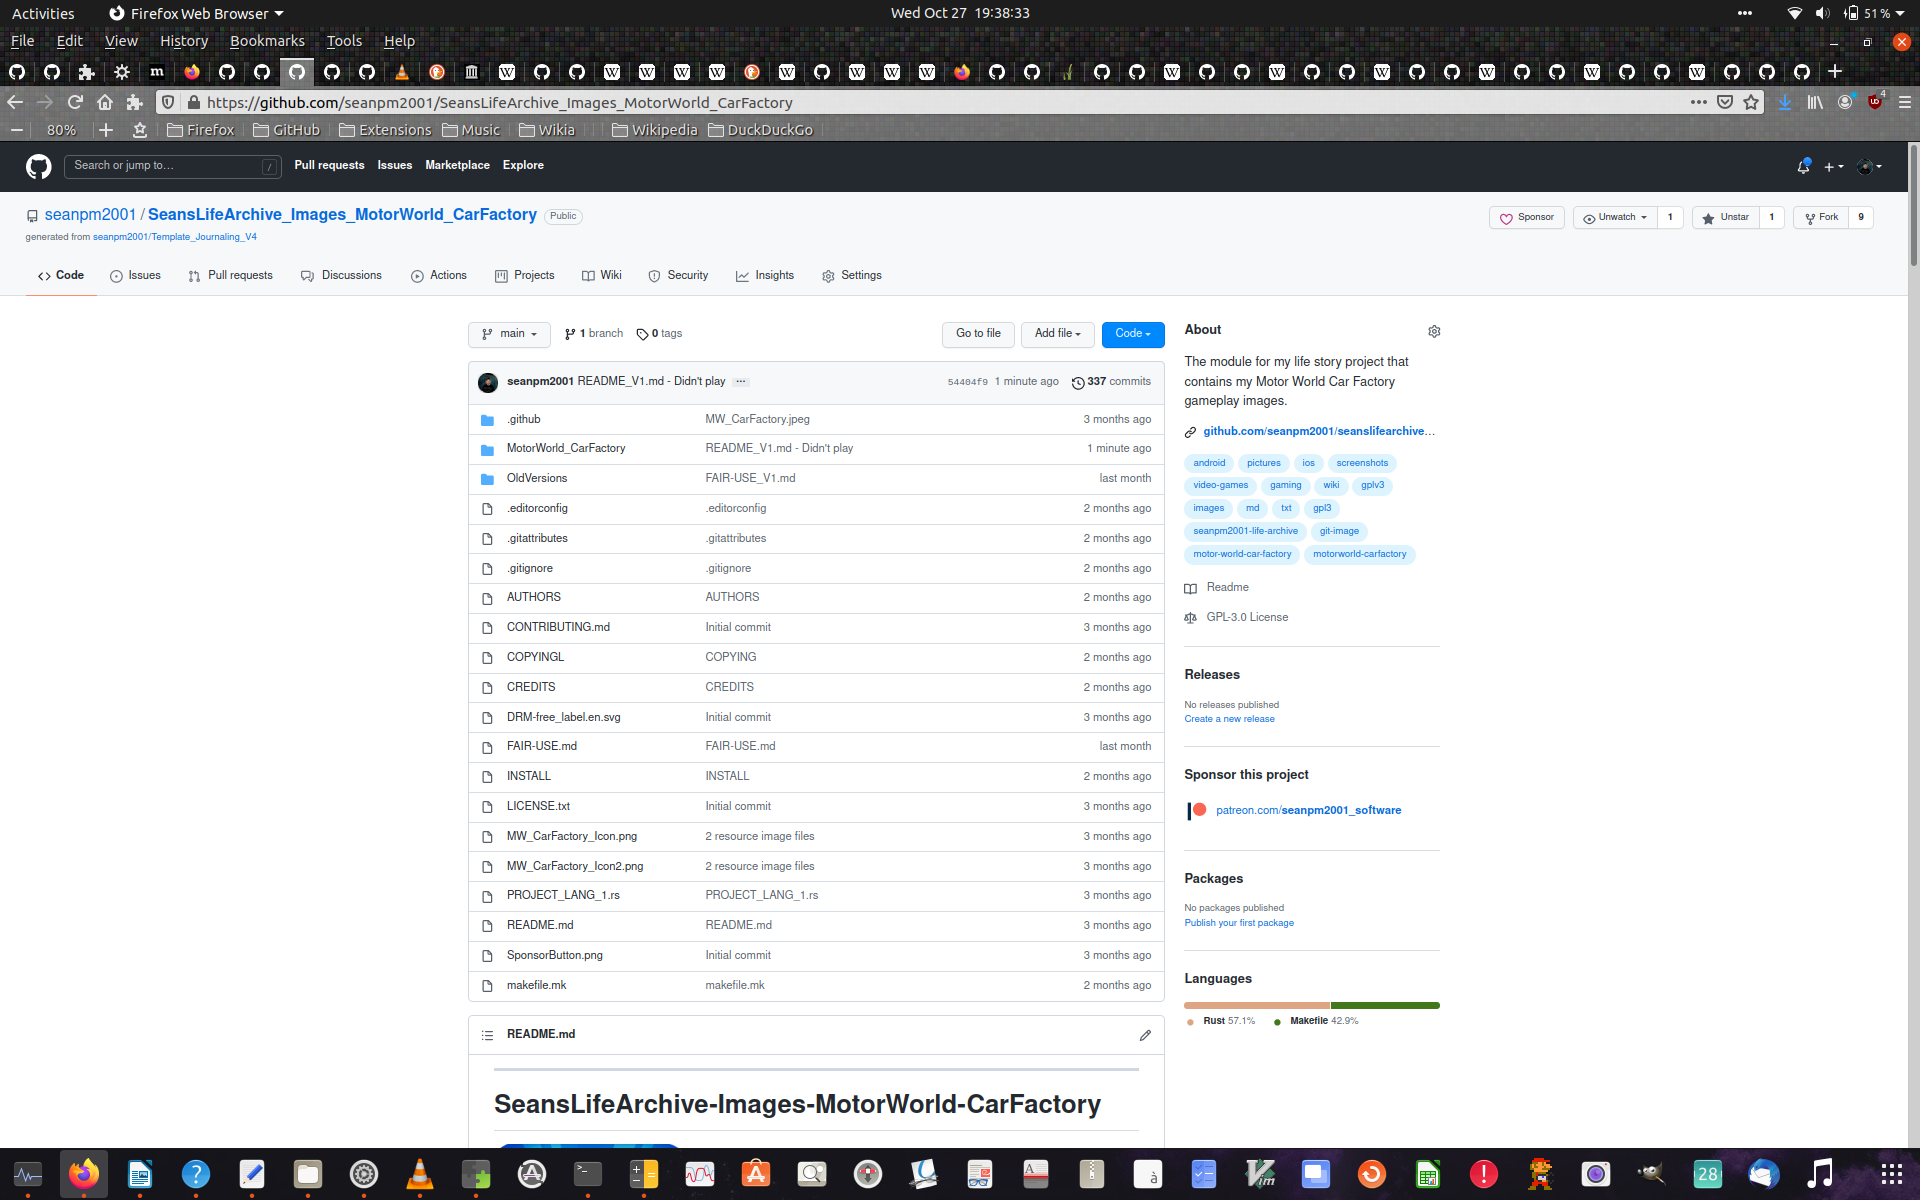 Activities Firefox Web Browser Wed Oct 27 19:38:33 51%
File Edit View History Bookmarks Tools Help
https://github.com/seanpm2001/SeansLifeArchive_Images_MotorWorld_CarFactory 4
80% Firefox GitHub Extensions Music Wikia Wikipedia DuckDuckGo
Search or jump to... / Pull requests Issues Marketplace Explore
seanpm2001 / SeansLifeArchive_Images_MotorWorld_CarFactory Public Sponsor Unwatch 1 Unstar 1 Fork 9
generated from seanpm2001/Template_Journaling_V4
Code Issues Pull requests Discussions Actions Projects Wiki Security Insights Settings
main 1 branch 0 tags Go to file Add file Code
seanpm2001 README_V1.md - Didn't play ... 54404f9 1 minute ago 337 commits
.github MW_CarFactory.jpeg 3 months ago
MotorWorld_CarFactory README_V1.md - Didn't play 1 minute ago
OldVersions FAIR-USE_V1.md last month
.editorconfig .editorconfig 2 months ago
.gitattributes .gitattributes 2 months ago
.gitignore .gitignore 2 months ago
AUTHORS AUTHORS 2 months ago
CONTRIBUTING.md Initial commit 3 months ago
COPYINGL COPYING 2 months ago
CREDITS CREDITS 2 months ago
DRM-free_label.en.svg Initial commit 3 months ago
FAIR-USE.md FAIR-USE.md last month
INSTALL INSTALL 2 months ago
LICENSE.txt Initial commit 3 months ago
MW_CarFactory_Icon.png 2 resource image files 3 months ago
MW_CarFactory_Icon2.png 2 resource image files 3 months ago
PROJECT_LANG_1.rs PROJECT_LANG_1.rs 3 months ago
README.md README.md 3 months ago
SponsorButton.png Initial commit 3 months ago
makefile.mk makefile.mk 2 months ago
README.md
SeansLifeArchive-Images-MotorWorld-CarFactory
About
The module for my life story project that
contains my Motor World Car Factory
gameplay images.
github.com/seanpm2001/seanslifearchive...
android pictures ios screenshots
video-games gaming wiki gplv3
images md txt gpl3
seanpm2001-life-archive git-image
motor-world-car-factory motorworld-carfactory
Readme
GPL-3.0 License
Releases
No releases published
Create a new release
Sponsor this project
patreon.com/seanpm2001_software
Packages
No packages published
Publish your first package
Languages
Rust 57.1% Makefile 42.9%
28